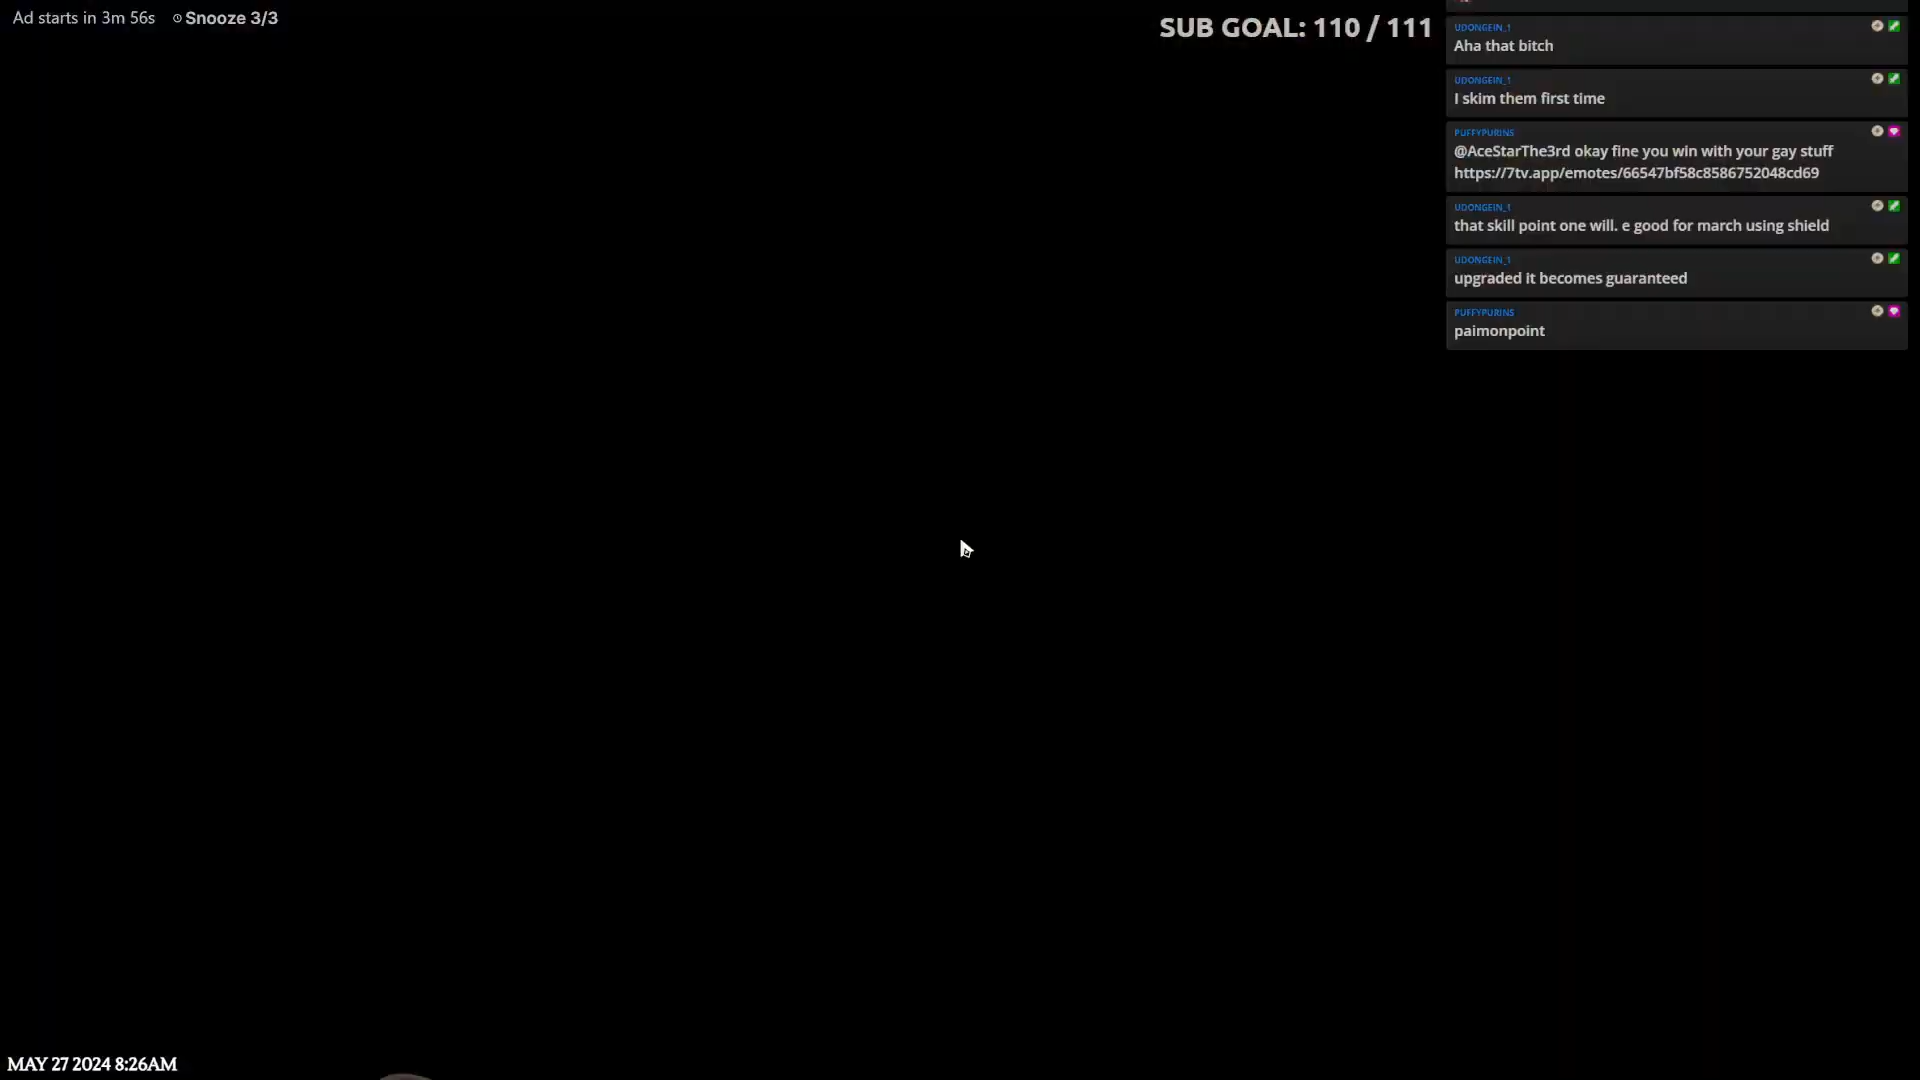 Ad starts in 3m 56s Snooze 3/3
SUB GOAL: 110 / 111
UDONGEIN_1
Aha that bitch
UDONGEIN_1
I skim them first time
PUFFYPURINS
@AceStarThe3rd okay fine you win with your gay stuff
https://7tv.app/emotes/66547bf58c8586752048cd69
UDONGEIN_1
that skill point one will. e good for march using shield
UDONGEIN_1
upgraded it becomes guaranteed
PUFFYPURINS
paimonpoint
MAY 27 2024 8:26AM